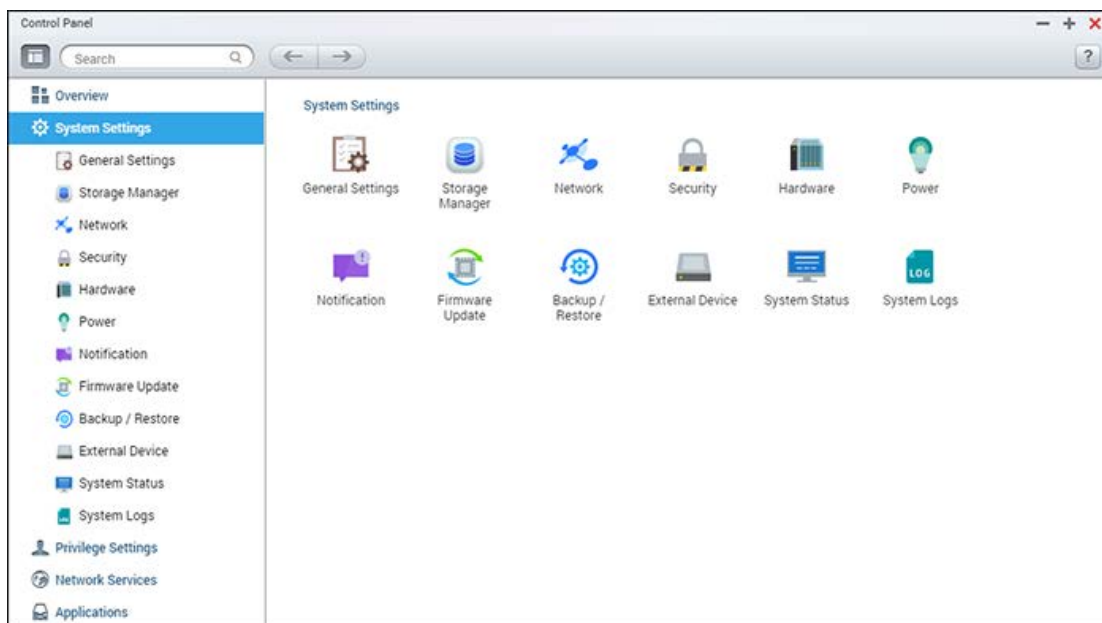 Control Panel
Search
?
Overview
System Settings
General Settings
Storage Manager
Network
Security
Hardware
Power
Notification
Firmware Update
Backup / Restore
External Device
System Status
System Logs
Privilege Settings
Network Services
Applications
System Settings
General Settings
Storage
Manager
Network
Security
Hardware
Power
Notification
Firmware
Update
Backup /
Restore
External Device
System Status
LOG
System Logs